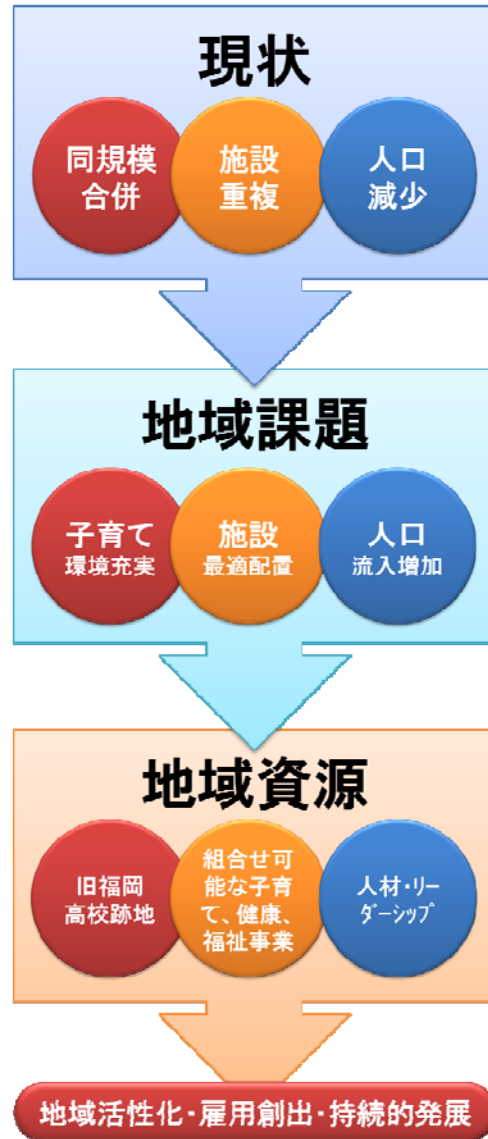 現状
同規模
合併
施設
重複
人口
減少
地域課題
子育て
環境充実
施設
最適配置
人口
流入増加
地域資源
旧福岡
高校跡地
組合せ可
能な子育
て、健康、
福祉事業
人材・リー
ダーシップ
地域活性化・雇用創出・持続的発展